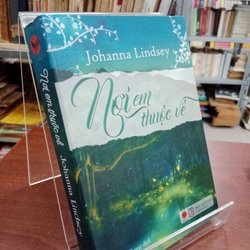 Johanna Lindsey
Nơi em
thuộc về
Nơi em thuộc về
Johanna Lindsey